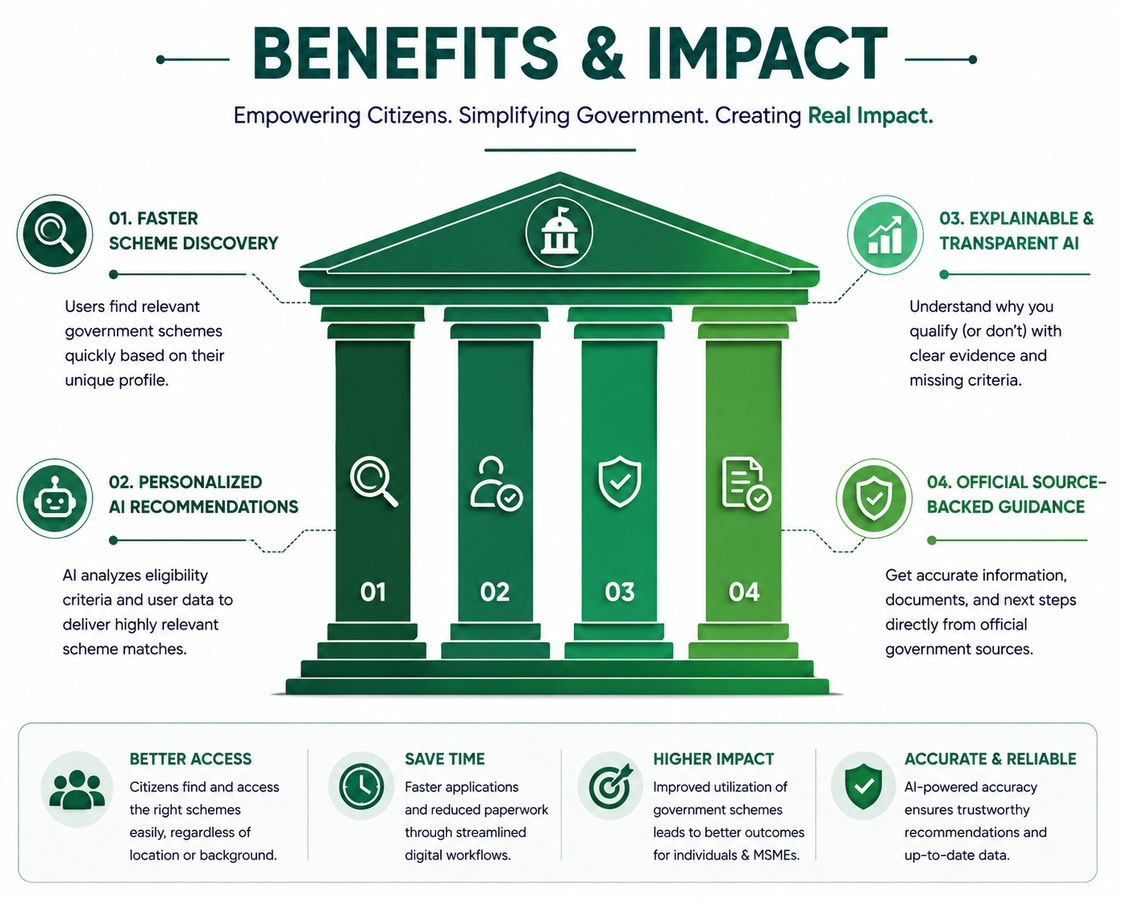 BENEFITS & IMPACT
Empowering Citizens. Simplifying Government. Creating Real Impact.
01. FASTER
SCHEME DISCOVERY
Users find relevant
government schemes
quickly based on their
unique profile.
02. PERSONALIZED
AI RECOMMENDATIONS
AI analyzes eligibility
criteria and user data to
deliver highly relevant
scheme matches.
01
02
03
04
03. EXPLAINABLE &
TRANSPARENT AI
Understand why you
qualify (or don't) with
clear evidence and
missing criteria.
04. OFFICIAL SOURCE-
BACKED GUIDANCE
Get accurate information,
documents, and next steps
directly from official
government sources.
BETTER ACCESS
Citizens find and access
the right schemes
easily, regardless of
location or background.
SAVE TIME
Faster applications
and reduced paperwork
through streamlined
digital workflows.
HIGHER IMPACT
Improved utilization of
government schemes
leads to better outcomes
for individuals & MSMEs.
ACCURATE & RELIABLE
AI-powered accuracy
ensures trustworthy
recommendations and
up-to-date data.